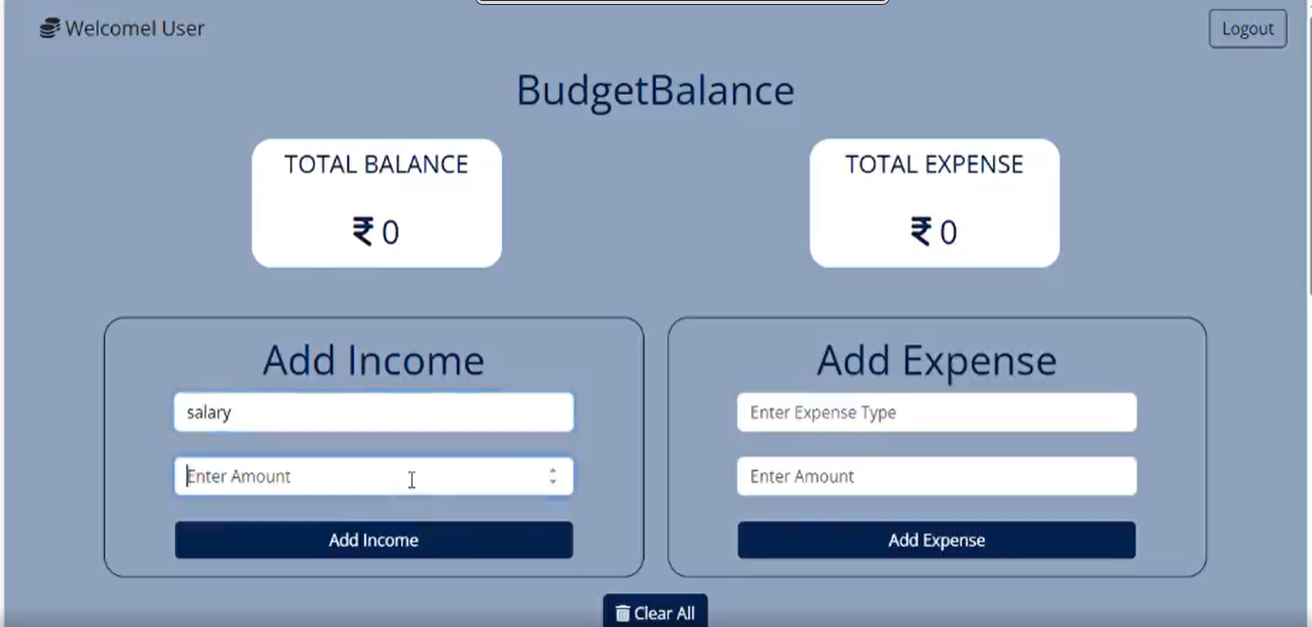 Welcomel User
Logout
BudgetBalance
TOTAL BALANCE
₹ 0
TOTAL EXPENSE
₹ 0
Add Income
salary
Enter Amount
Add Income
Add Expense
Enter Expense Type
Enter Amount
Add Expense
Clear All